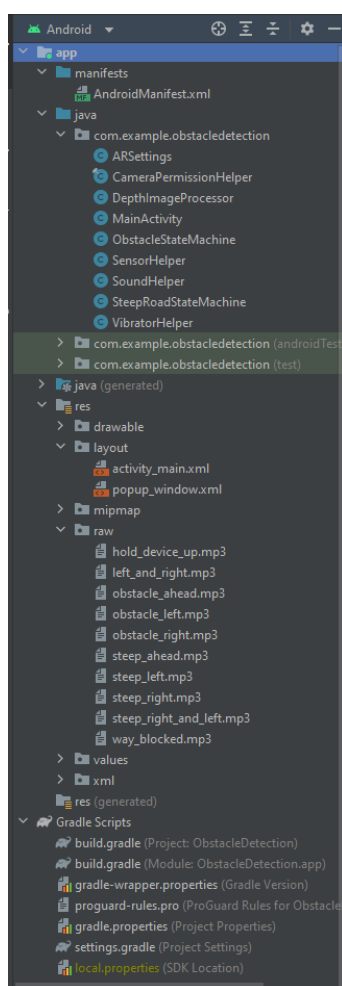 Android
app
manifests
AndroidManifest.xml
java
com.example.obstacledetection
ARSettings
CameraPermissionHelper
DepthImageProcessor
MainActivity
ObstacleStateMachine
SensorHelper
SoundHelper
SteepRoadStateMachine
VibratorHelper
com.example.obstacledetection (androidTest
com.example.obstacledetection (test)
java (generated)
res
drawable
layout
activity_main.xml
popup_window.xml
mipmap
raw
hold_device_up.mp3
left_and_right.mp3
obstacle_ahead.mp3
obstacle_left.mp3
obstacle_right.mp3
steep_ahead.mp3
steep_left.mp3
steep_right.mp3
steep_right_and_left.mp3
way_blocked.mp3
values
xml
res (generated)
Gradle Scripts
build.gradle (Project: ObstacleDetection)
build.gradle (Module: ObstacleDetection.app)
gradle-wrapper.properties (Gradle Version)
proguard-rules.pro (ProGuard Rules for Obstacle
gradle.properties (Project Properties)
settings.gradle (Project Settings)
local.properties (SDK Location)